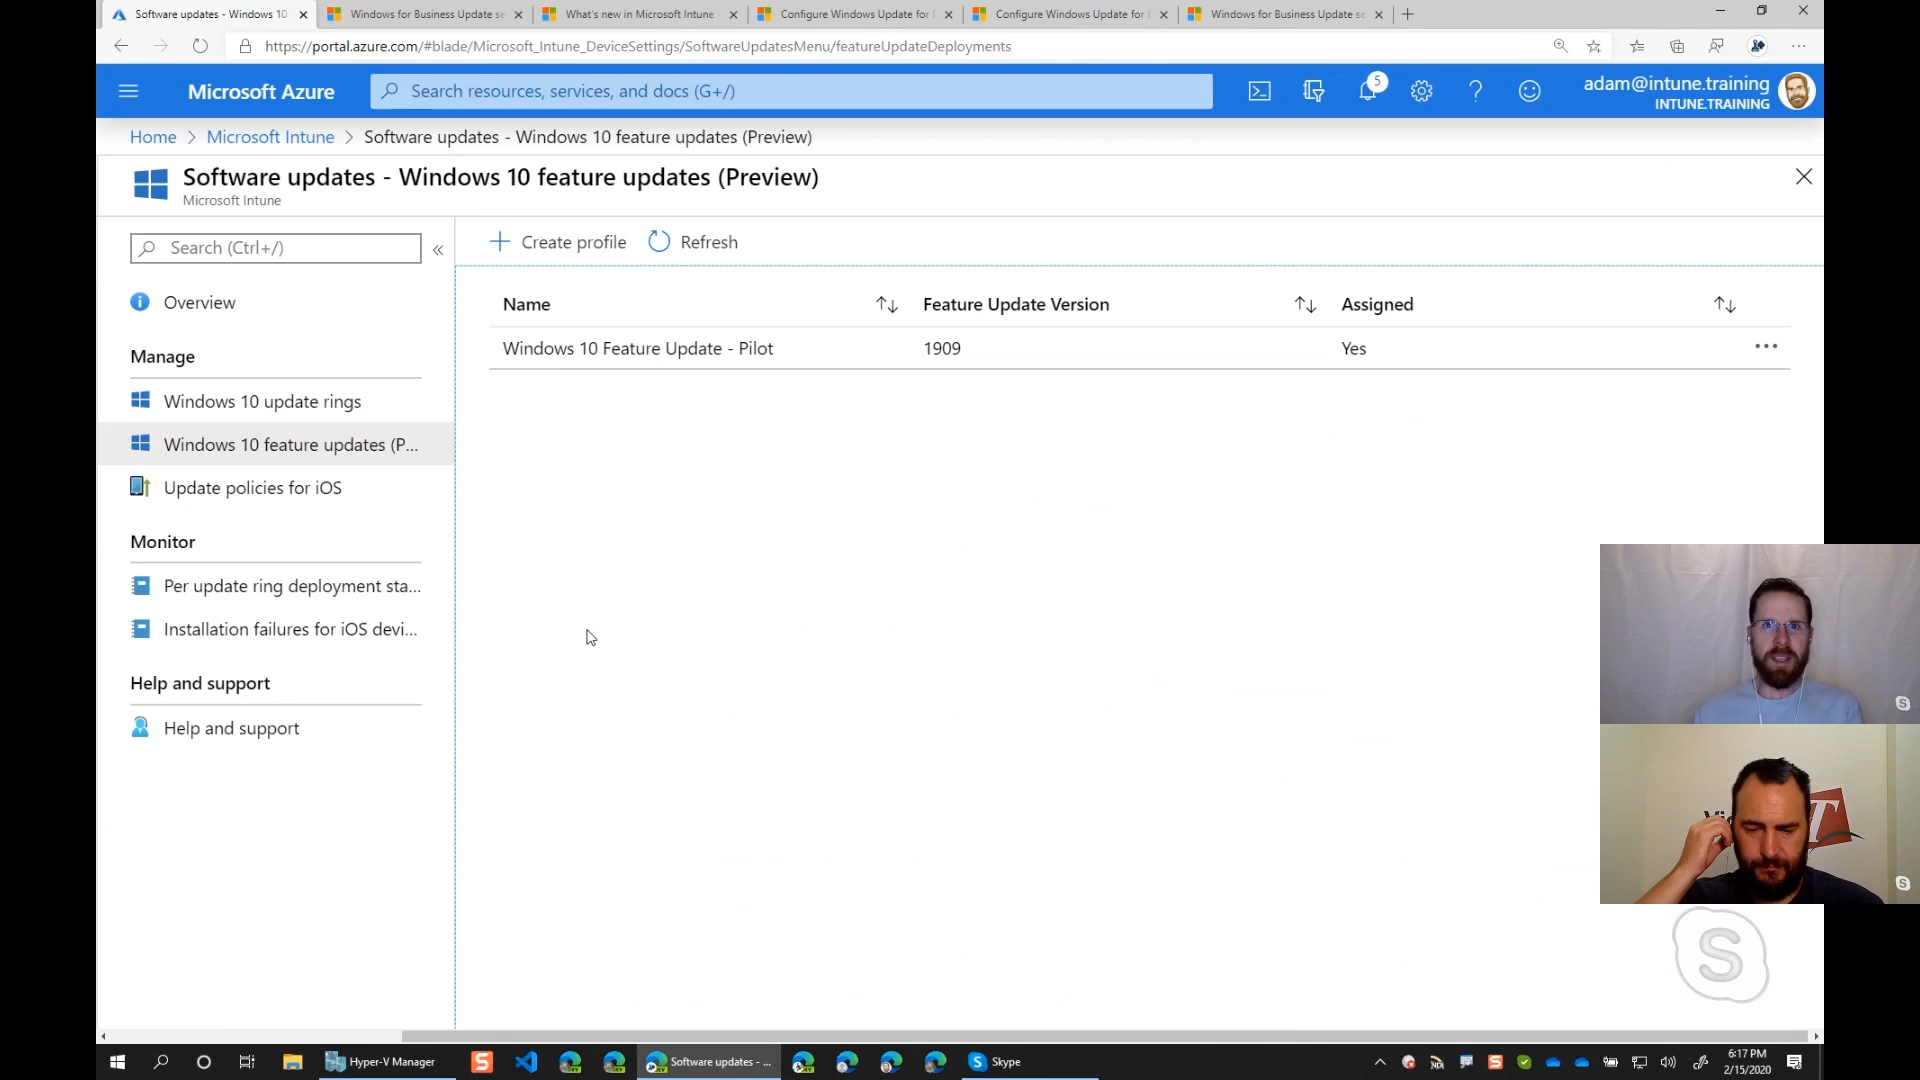 Software updates - Windows 10
Windows for Business Update se
What's new in Microsoft Intune -
Configure Windows Update for B
Configure Windows Update for B
Windows for Business Update se
https://portal.azure.com/#blade/Microsoft_Intune_DeviceSettings/SoftwareUpdatesMenu/featureUpdateDeployments
Microsoft Azure
Search resources, services, and docs (G+/)
5
adam@intune.training
INTUNE.TRAINING
Home > Microsoft Intune > Software updates - Windows 10 feature updates (Preview)
Software updates - Windows 10 feature updates (Preview)
Microsoft Intune
Search (Ctrl+/)
Create profile
Refresh
Overview
Manage
Windows 10 update rings
Windows 10 feature updates (P...
Update policies for iOS
Monitor
Per update ring deployment sta...
Installation failures for iOS devi...
Help and support
Help and support
Name
Feature Update Version
Assigned
Windows 10 Feature Update - Pilot
1909
Yes
Hyper-V Manager
Software updates - ...
Skype
6:17 PM
2/15/2020